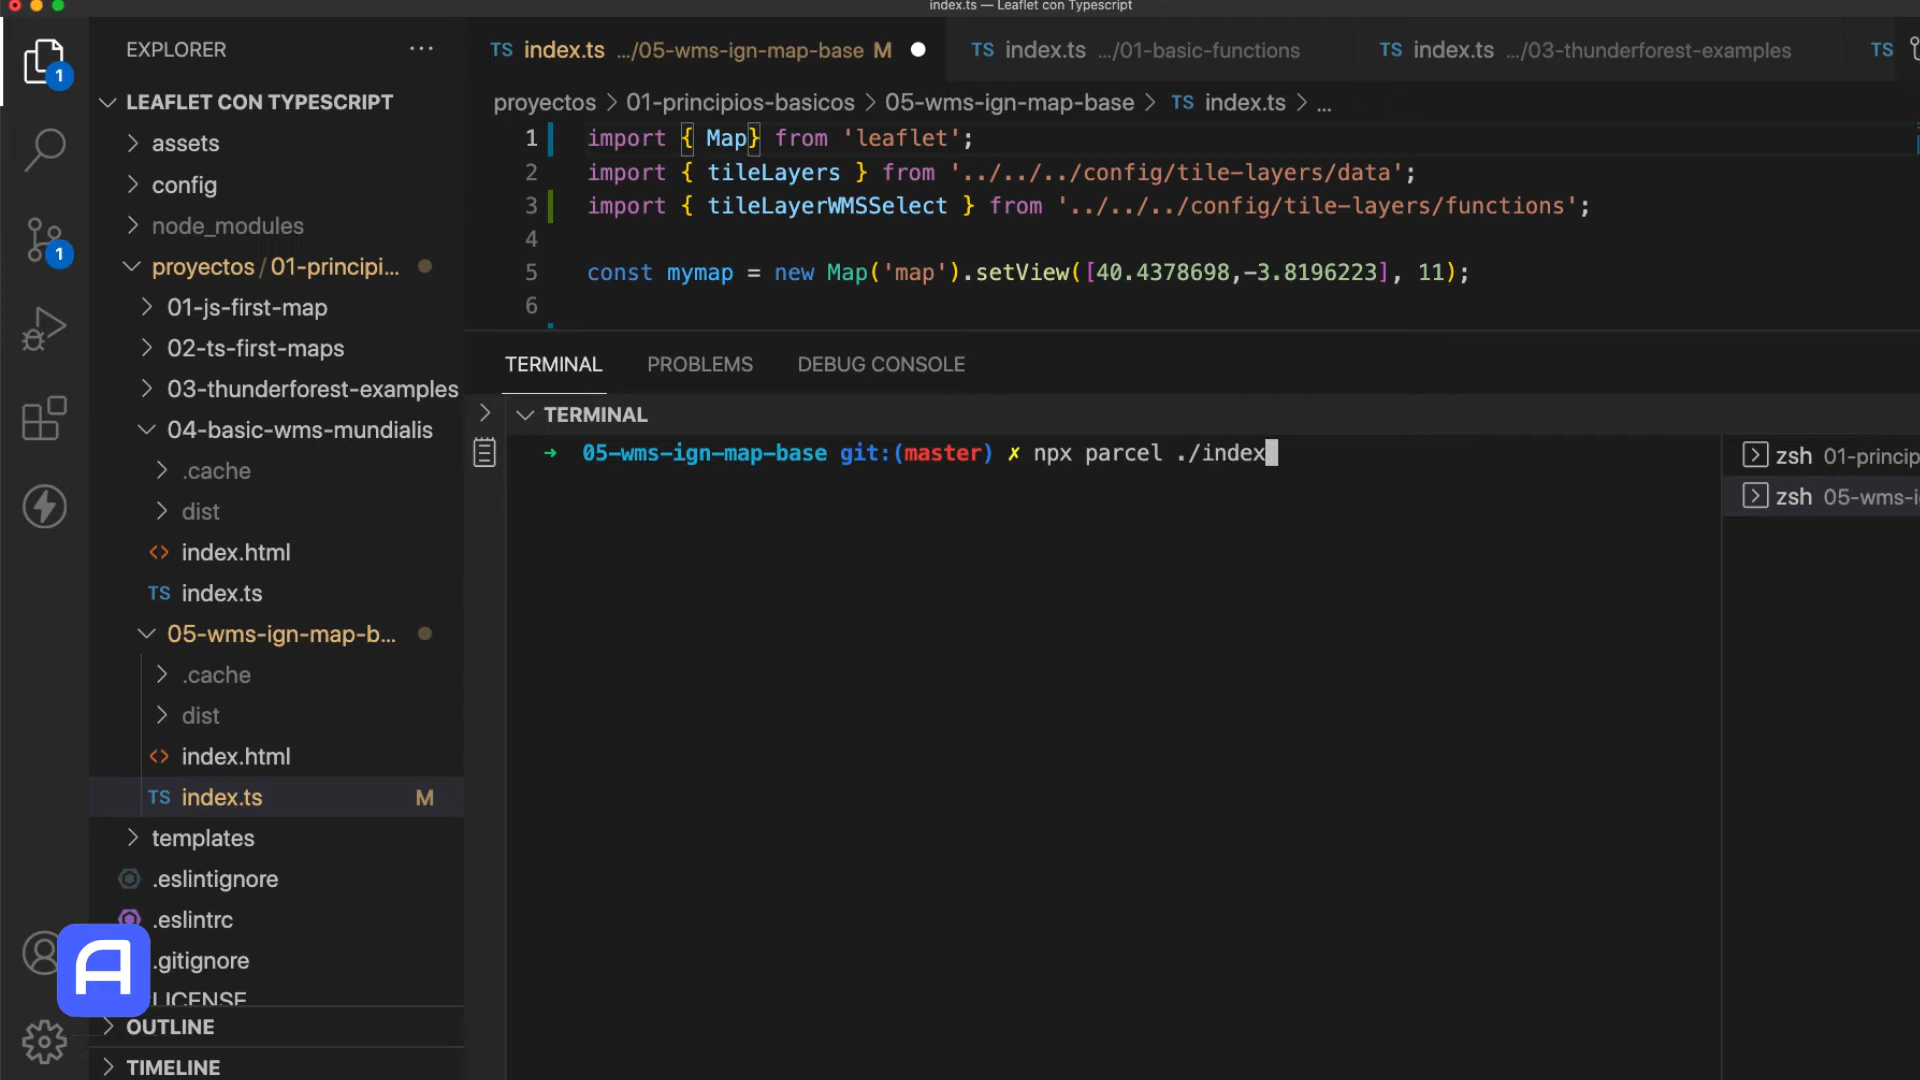 index.ts — Leaflet con Typescript
EXPLORER
LEAFLET CON TYPESCRIPT
assets
config
node_modules
proyectos / 01-principi...
01-js-first-map
02-ts-first-maps
03-thunderforest-examples
04-basic-wms-mundialis
.cache
dist
index.html
TS index.ts
05-wms-ign-map-b...
.cache
dist
index.html
TS index.ts M
templates
.eslintignore
.eslintrc
.gitignore
LICENSE
OUTLINE
TIMELINE
1
1
A
TS index.ts .../05-wms-ign-map-base M
TS index.ts .../01-basic-functions
TS index.ts .../03-thunderforest-examples
TS
proyectos > 01-principios-basicos > 05-wms-ign-map-base > TS index.ts > ...
1 import { Map} from 'leaflet';
2 import { tileLayers } from '../../../config/tile-layers/data';
3 import { tileLayerWMSSelect } from '../../../config/tile-layers/functions';
4
5 const mymap = new Map('map').setView([40.4378698,-3.8196223], 11);
6
TERMINAL PROBLEMS DEBUG CONSOLE
TERMINAL
→ 05-wms-ign-map-base git:(master) ✗ npx parcel ./index
zsh 01-princip
zsh 05-wms-i